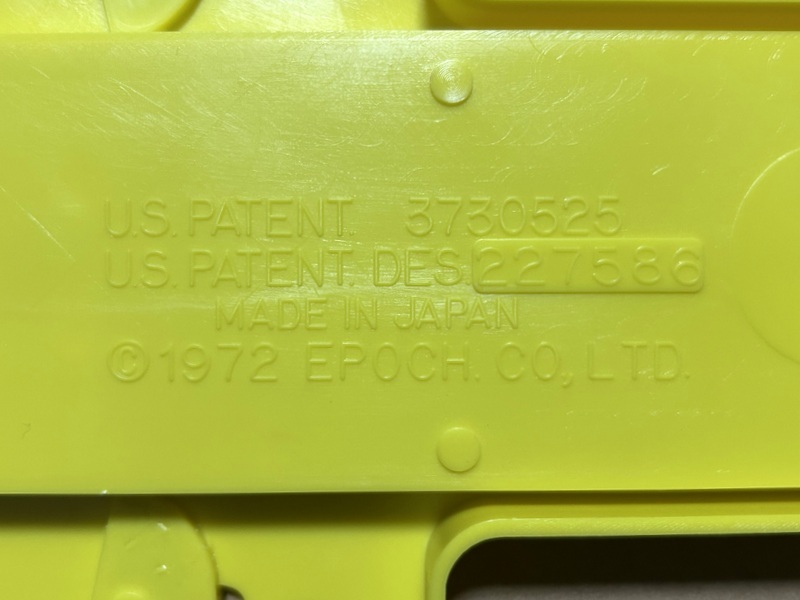 U.S. PATENT. 3730525
U.S. PATENT. DES. 227586
MADE IN JAPAN
©1972 EPOCH. CO., LTD.